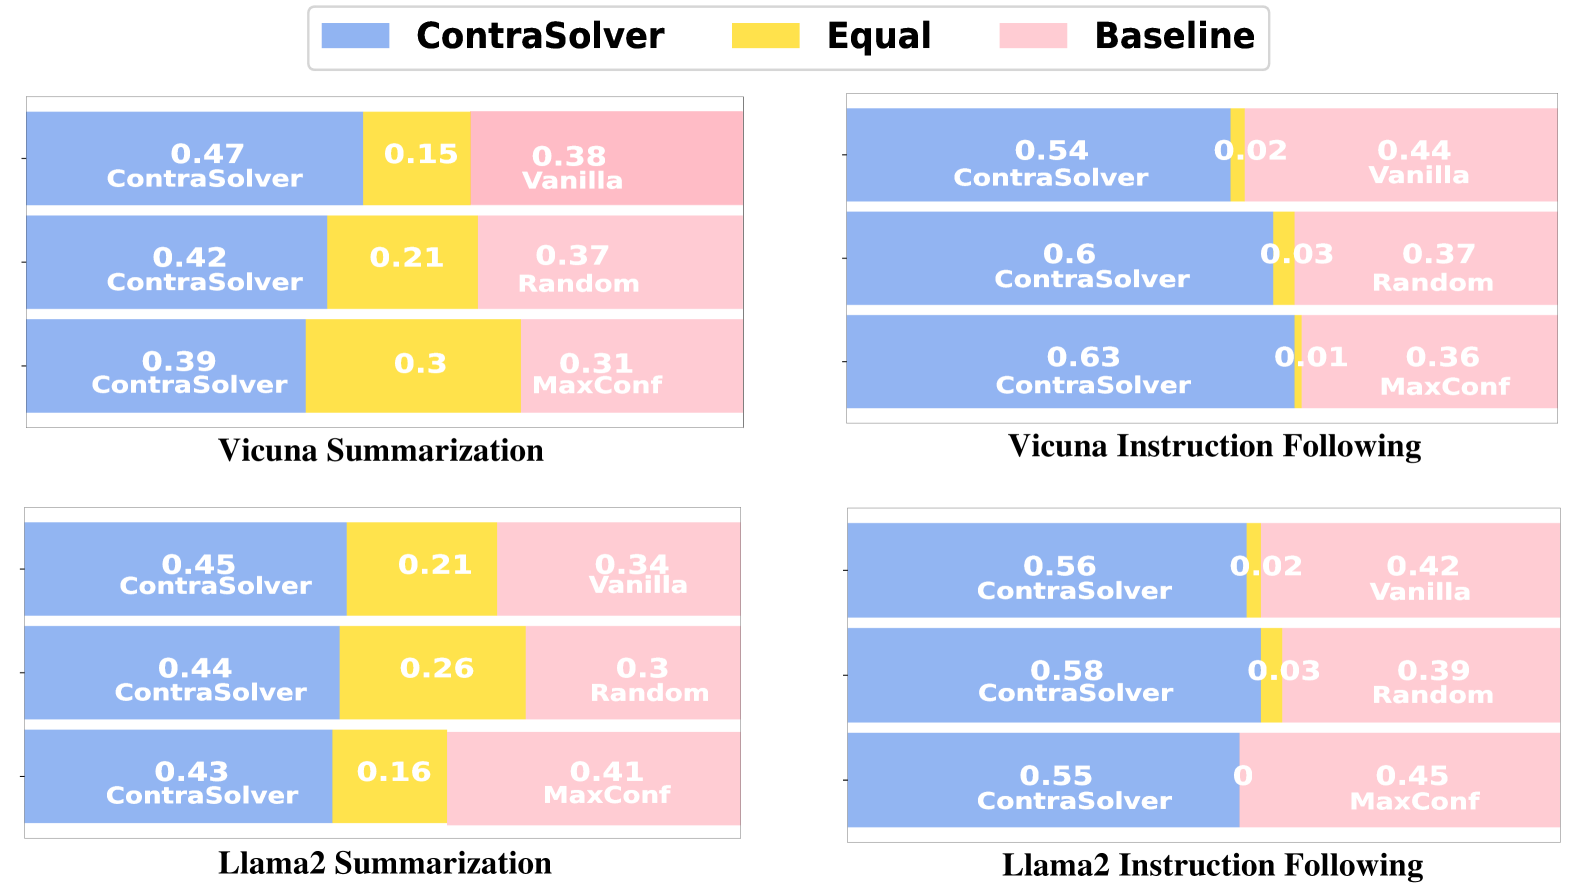 ContraSolver Equal Baseline
0.47 0.15 0.38
ContraSolver Vanilla
0.42 0.21 0.37
ContraSolver Random
0.39 0.3 0.31
ContraSolver MaxConf
Vicuna Summarization
0.54 0.02 0.44
ContraSolver Vanilla
0.6 0.03 0.37
ContraSolver Random
0.63 0.01 0.36
ContraSolver MaxConf
Vicuna Instruction Following
0.45 0.21 0.34
ContraSolver Vanilla
0.44 0.26 0.3
ContraSolver Random
0.43 0.16 0.41
ContraSolver MaxConf
Llama2 Summarization
0.56 0.02 0.42
ContraSolver Vanilla
0.58 0.03 0.39
ContraSolver Random
0.55 0 0.45
ContraSolver MaxConf
Llama2 Instruction Following